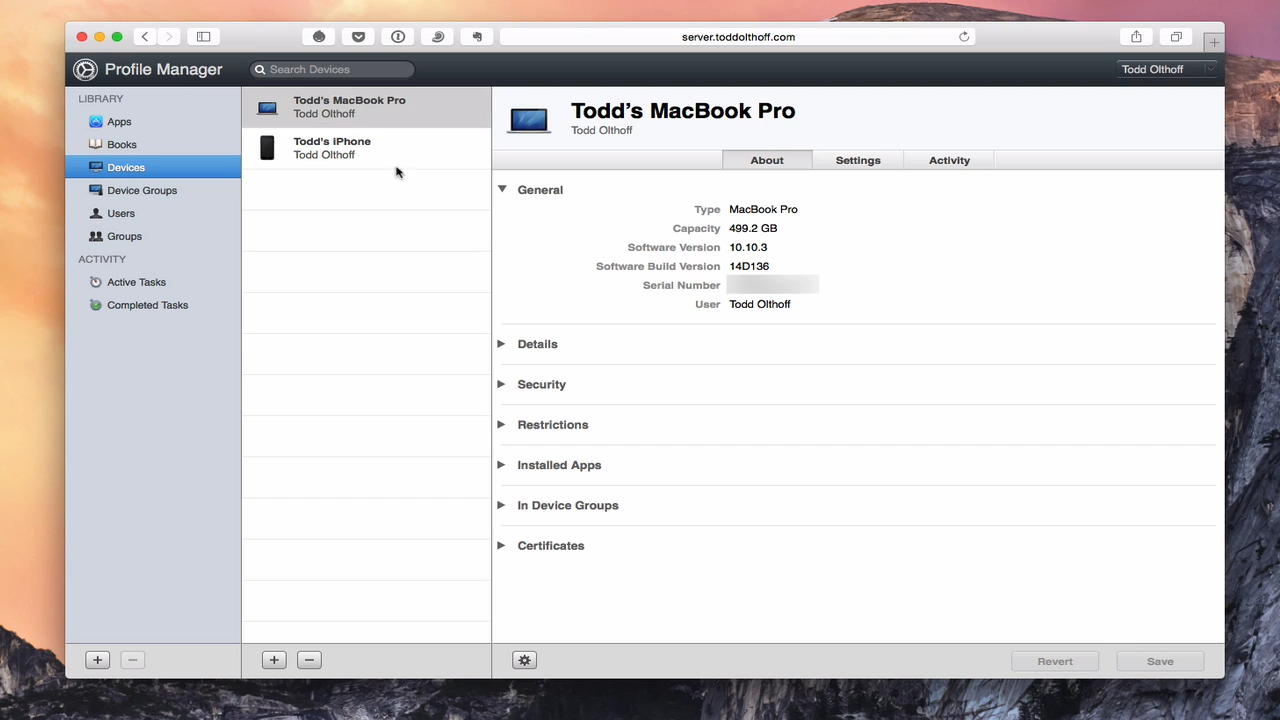 server.toddolthoff.com
Profile Manager
Search Devices
Todd Olthoff
LIBRARY
Apps
Books
Devices
Device Groups
Users
Groups
ACTIVITY
Active Tasks
Completed Tasks
Todd's MacBook Pro
Todd Olthoff
Todd's iPhone
Todd Olthoff
Todd's MacBook Pro
Todd Olthoff
About Settings Activity
General
Type MacBook Pro
Capacity 499.2 GB
Software Version 10.10.3
Software Build Version 14D136
Serial Number
User Todd Olthoff
Details
Security
Restrictions
Installed Apps
In Device Groups
Certificates
Revert Save